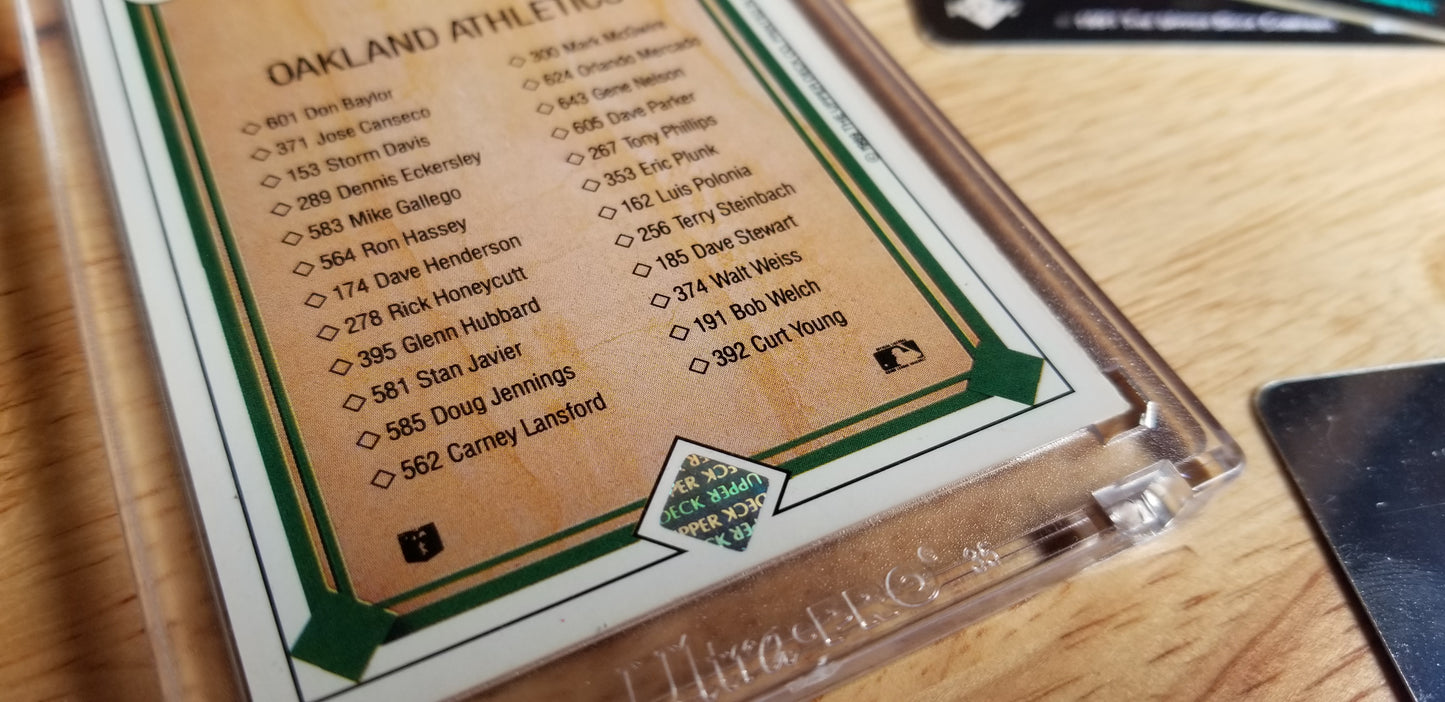 OAKLAND ATHLETICS
601 Don Baylor
371 Jose Canseco
153 Storm Davis
289 Dennis Eckersley
583 Mike Gallego
564 Ron Hassey
174 Dave Henderson
278 Rick Honeycutt
395 Glenn Hubbard
581 Stan Javier
585 Doug Jennings
562 Carney Lansford
300 Mark McGwire
624 Orlando Mercado
643 Gene Nelson
605 Dave Parker
267 Tony Phillips
353 Eric Plunk
162 Luis Polonia
256 Terry Steinbach
185 Dave Stewart
374 Walt Weiss
191 Bob Welch
392 Curt Young
UPPER DECK
UPPER DECK
ultra·PRO